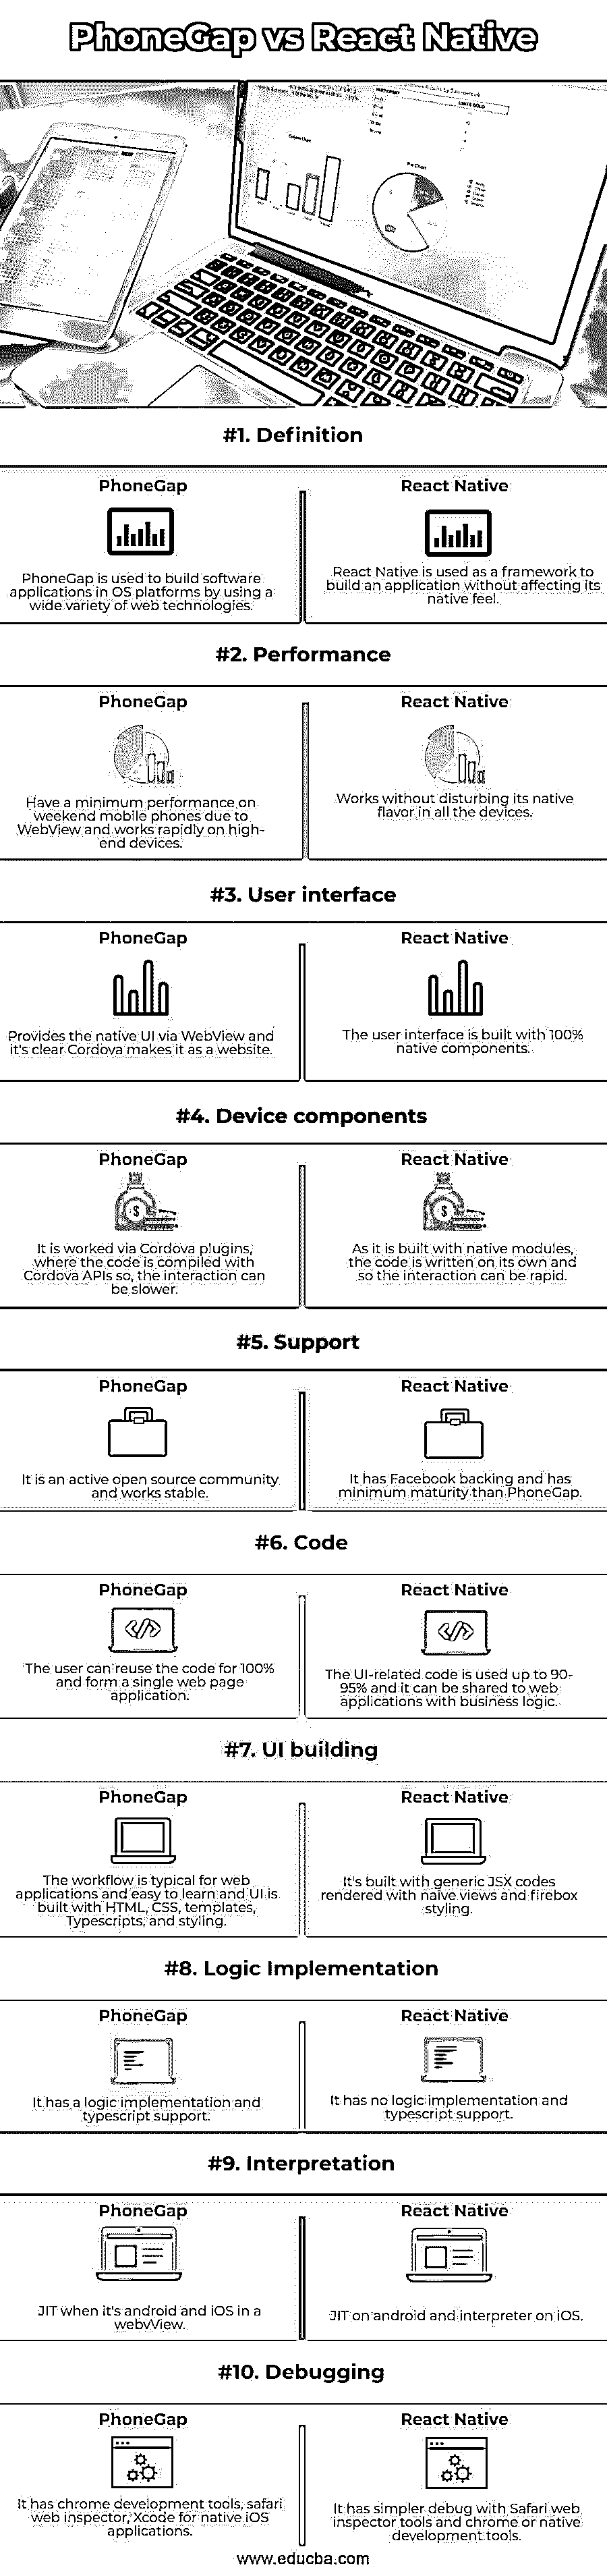 PhoneGap vs React Native
#1. Definition
PhoneGap
PhoneGap is used to build software
applications in OS platforms by using a
wide variety of web technologies.
React Native
React Native is used as a framework to
build an application without affecting its
native feel.
#2. Performance
PhoneGap
Have a minimum performance on
weekend mobile phones due to
WebView and works rapidly on high-
end devices.
React Native
Works without disturbing its native
flavor in all the devices.
#3. User interface
PhoneGap
Provides the native UI via WebView and
it's clear Cordova makes it as a website.
React Native
The user interface is built with 100%
native components.
#4. Device components
PhoneGap
It is worked via Cordova plugins,
where the code is compiled with
Cordova APIs so, the interaction can
be slower.
React Native
As it is built with native modules,
the code is written on its own and
so the interaction can be rapid.
#5. Support
PhoneGap
It is an active open source community
and works stable.
React Native
It has Facebook backing and has
minimum maturity than PhoneGap.
#6. Code
PhoneGap
The user can reuse the code for 100%
and form a single web page
application.
React Native
The UI-related code is used up to 90-
95% and it can be shared to web
applications with business logic.
#7. UI building
PhoneGap
The workflow is typical for web
applications and easy to learn and UI is
built with HTML, CSS, templates,
Typescripts, and styling.
React Native
It's built with generic JSX codes
rendered with naive views and firebox
styling.
#8. Logic Implementation
PhoneGap
It has a logic implementation and
typescript support.
React Native
It has no logic implementation and
typescript support.
#9. Interpretation
PhoneGap
JIT when it's android and iOS in a
webvView.
React Native
JIT on android and interpreter on iOS.
#10. Debugging
PhoneGap
It has chrome development tools, safari
web inspector, Xcode for native iOS
applications.
React Native
It has simpler debug with Safari web
inspector tools and chrome or native
development tools.
www.educba.com